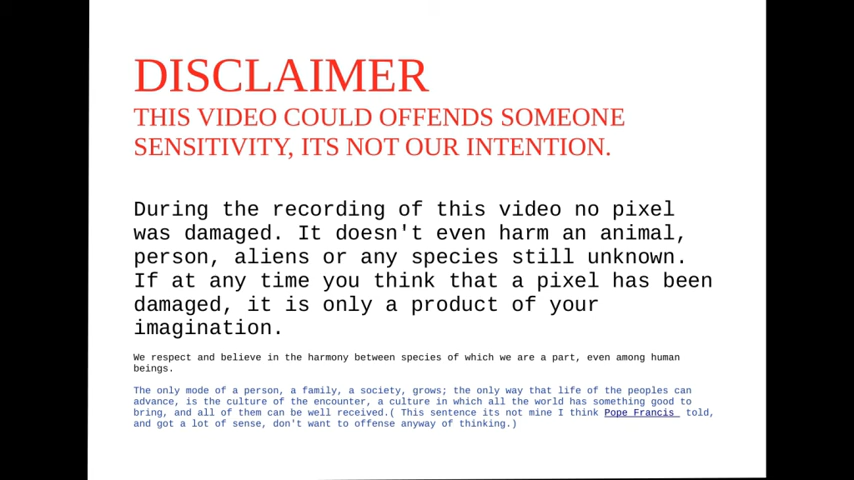 DISCLAIMER
THIS VIDEO COULD OFFENDS SOMEONE
SENSITIVITY, ITS NOT OUR INTENTION.
During the recording of this video no pixel
was damaged. It doesn't even harm an animal,
person, aliens or any species still unknown.
If at any time you think that a pixel has been
damaged, it is only a product of your
imagination.
We respect and believe in the harmony between species of which we are a part, even among human
beings.
The only mode of a person, a family, a society, grows; the only way that life of the peoples can
advance, is the culture of the encounter, a culture in which all the world has something good to
bring, and all of them can be well received.( This sentence its not mine I think Pope Francis  told,
and got a lot of sense, don't want to offense anyway of thinking.)